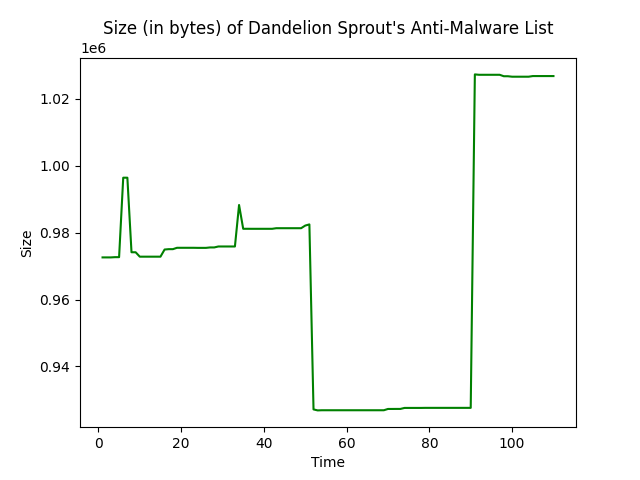 Size (in bytes) of Dandelion Sprout's Anti-Malware List
1e6
1.02
1.00
0.98
0.96
0.94
Size
0 20 40 60 80 100
Time